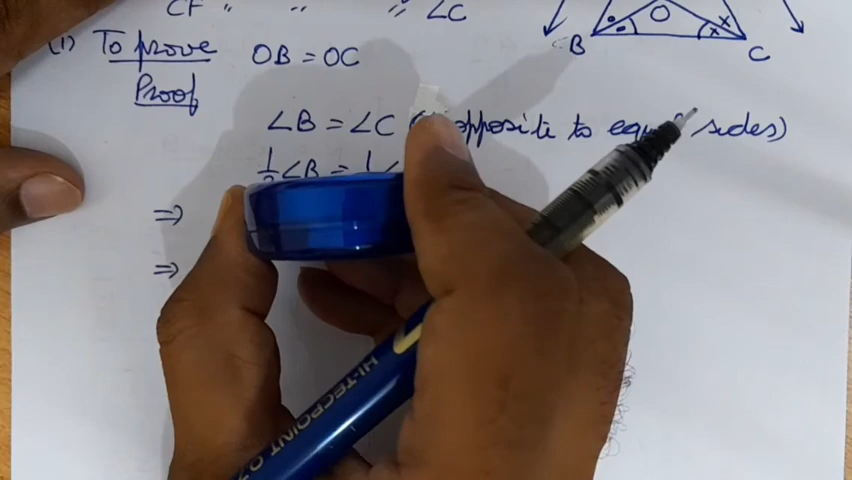 CF " " " ∠C
O
B C
(1) To prove OB = OC
Proof
∠B = ∠C opposite to equal sides)
∠B =
⇒
⇒
HI-TECPOINT